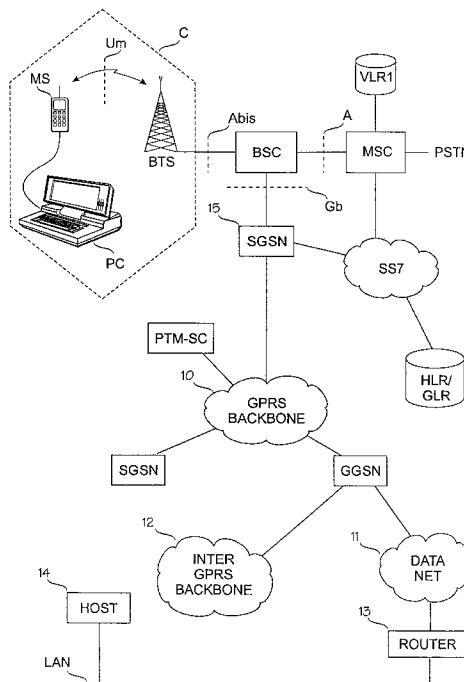 C
Um
MS
VLR1
Abis
A
BTS
BSC
MSC
PSTN
Gb
PC
15
SGSN
SS7
PTM-SC
10
HLR/
GLR
GPRS
BACKBONE
SGSN
GGSN
12
11
INTER
GPRS
BACKBONE
DATA
NET
14
13
HOST
ROUTER
LAN